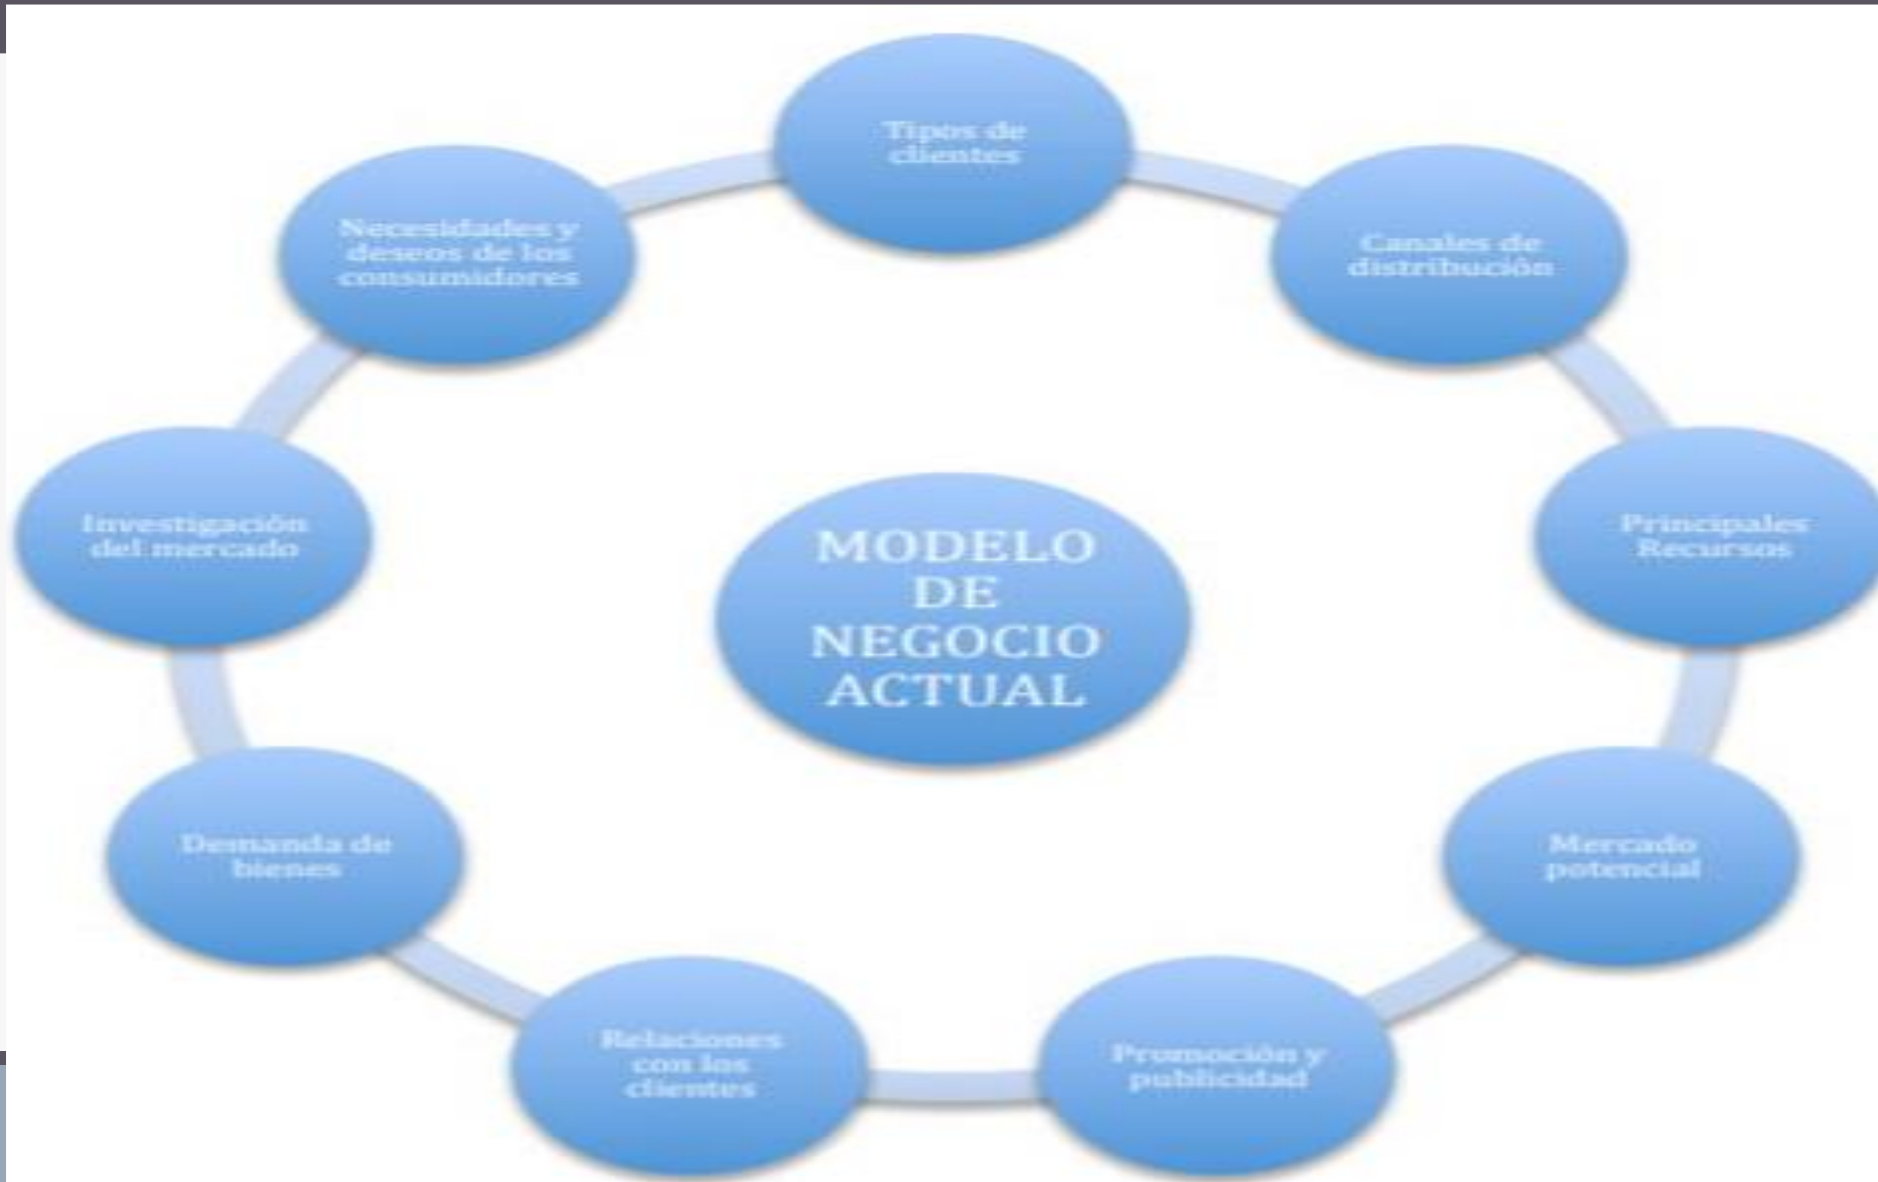 Tipos de
clientes
Canales de
distribución
Principales
Recursos
Mercado
potencial
Promoción y
publicidad
Relaciones
con los
clientes
Demanda de
bienes
Investigación
del mercado
Necesidades y
deseos de los
consumidores
MODELO
DE
NEGOCIO
ACTUAL